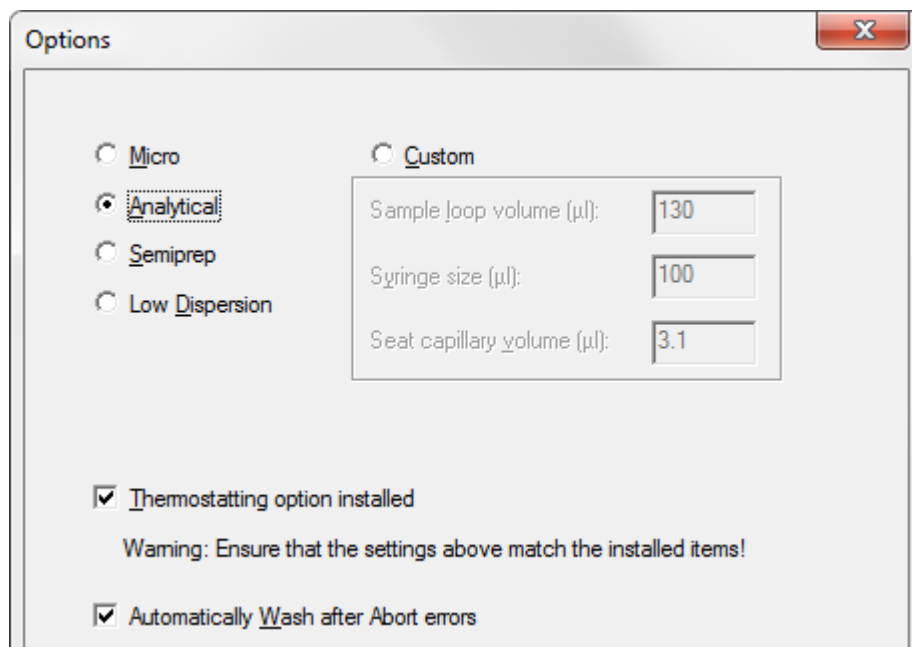 Options
Micro
Custom
Analytical
Sample loop volume (µl): 130
Semiprep
Syringe size (µl): 100
Low Dispersion
Seat capillary volume (µl): 3.1
Thermostatting option installed
Warning: Ensure that the settings above match the installed items!
Automatically Wash after Abort errors